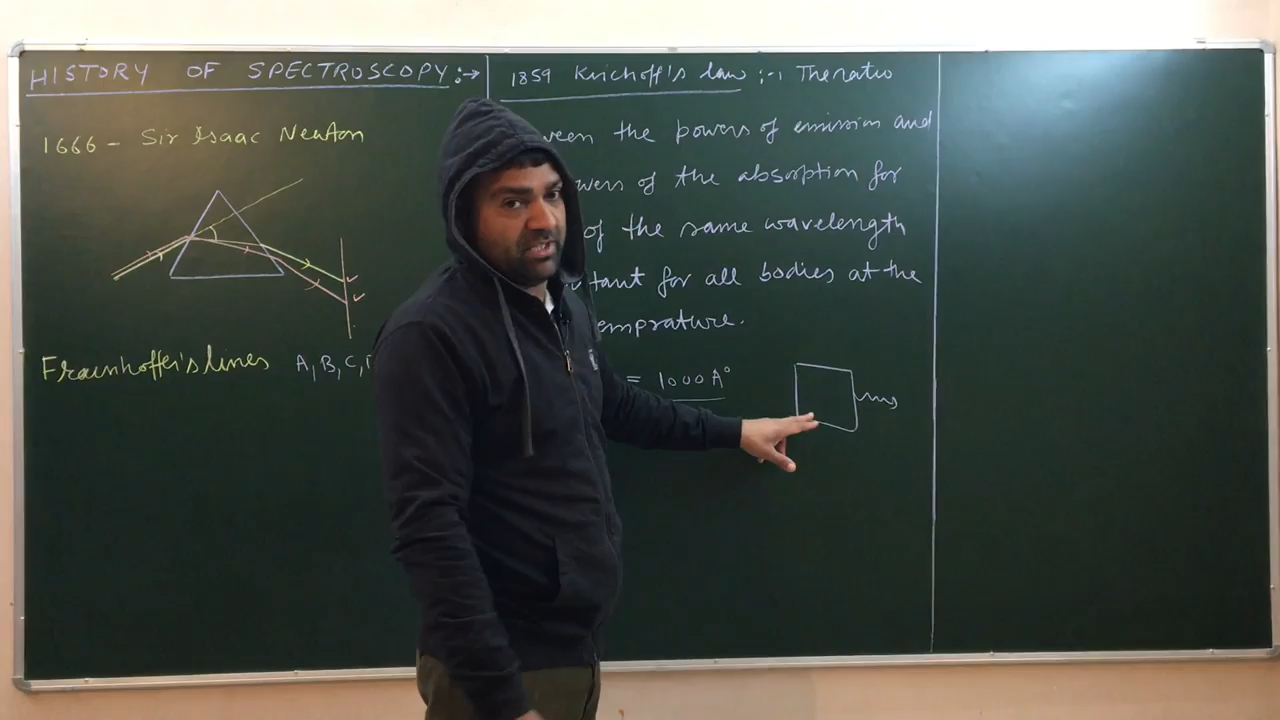 HISTORY OF SPECTROSCOPY :→
1666 - Sir Isaac Newton
Fraunhoffer's lines A, B, C,
1859 Kirchoff's law :-, The ratio
ween the powers of emission and
wers of the absorption for
of the same wavelength
tant for all bodies at the
emprature.
= 1000 A°